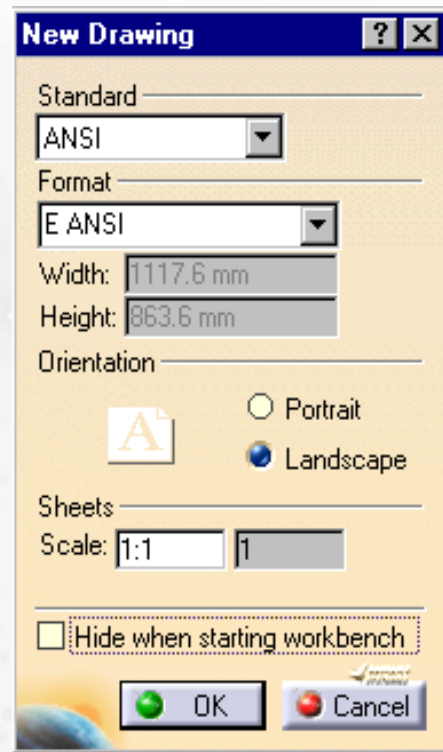 New Drawing ? X
Standard
ANSI
Format
E ANSI
Width: 1117.6 mm
Height: 863.6 mm
Orientation
A
Portrait
Landscape
Sheets
Scale: 1:1 1
Hide when starting workbench
OK Cancel